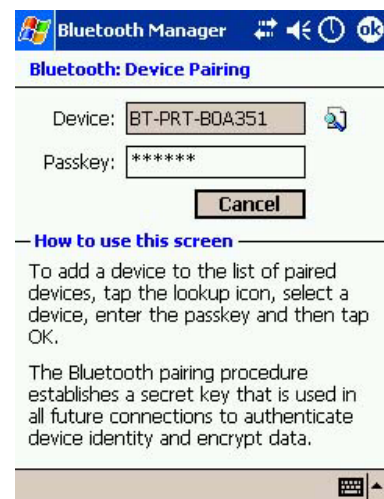 Bluetooth Manager ok
Bluetooth: Device Pairing
Device: BT-PRT-B0A351
Passkey: ******
Cancel
How to use this screen
To add a device to the list of paired
devices, tap the lookup icon, select a
device, enter the passkey and then tap
OK.
The Bluetooth pairing procedure
establishes a secret key that is used in
all future connections to authenticate
device identity and encrypt data.